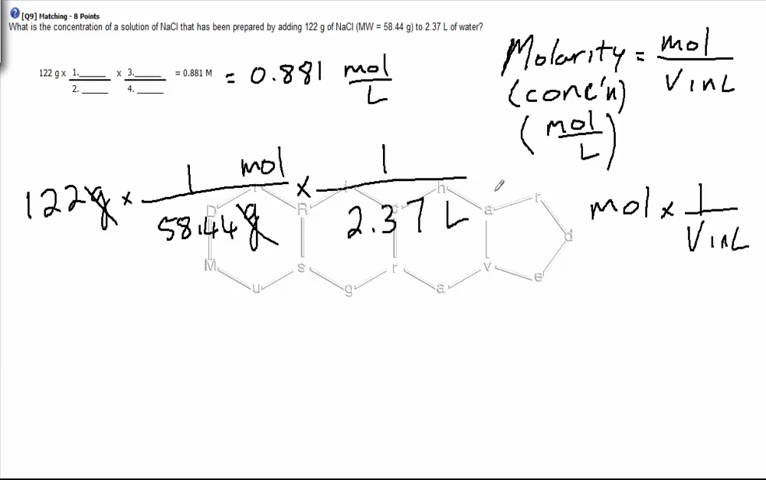 [Q9] Matching - 8 Points
What is the concentration of a solution of NaCl that has been prepared by adding 122 g of NaCl (MW = 58.44 g) to 2.37 L of water?
122 g x 1.____ x 3.____ = 0.881 M = 0.881 mol/L
2. ____ 4. ____
Molarity = mol / V in L
(conc'n)
(mol/L)
122g x 1 mol / 58.44g x 1 / 2.37 L
mol x 1 / V in L